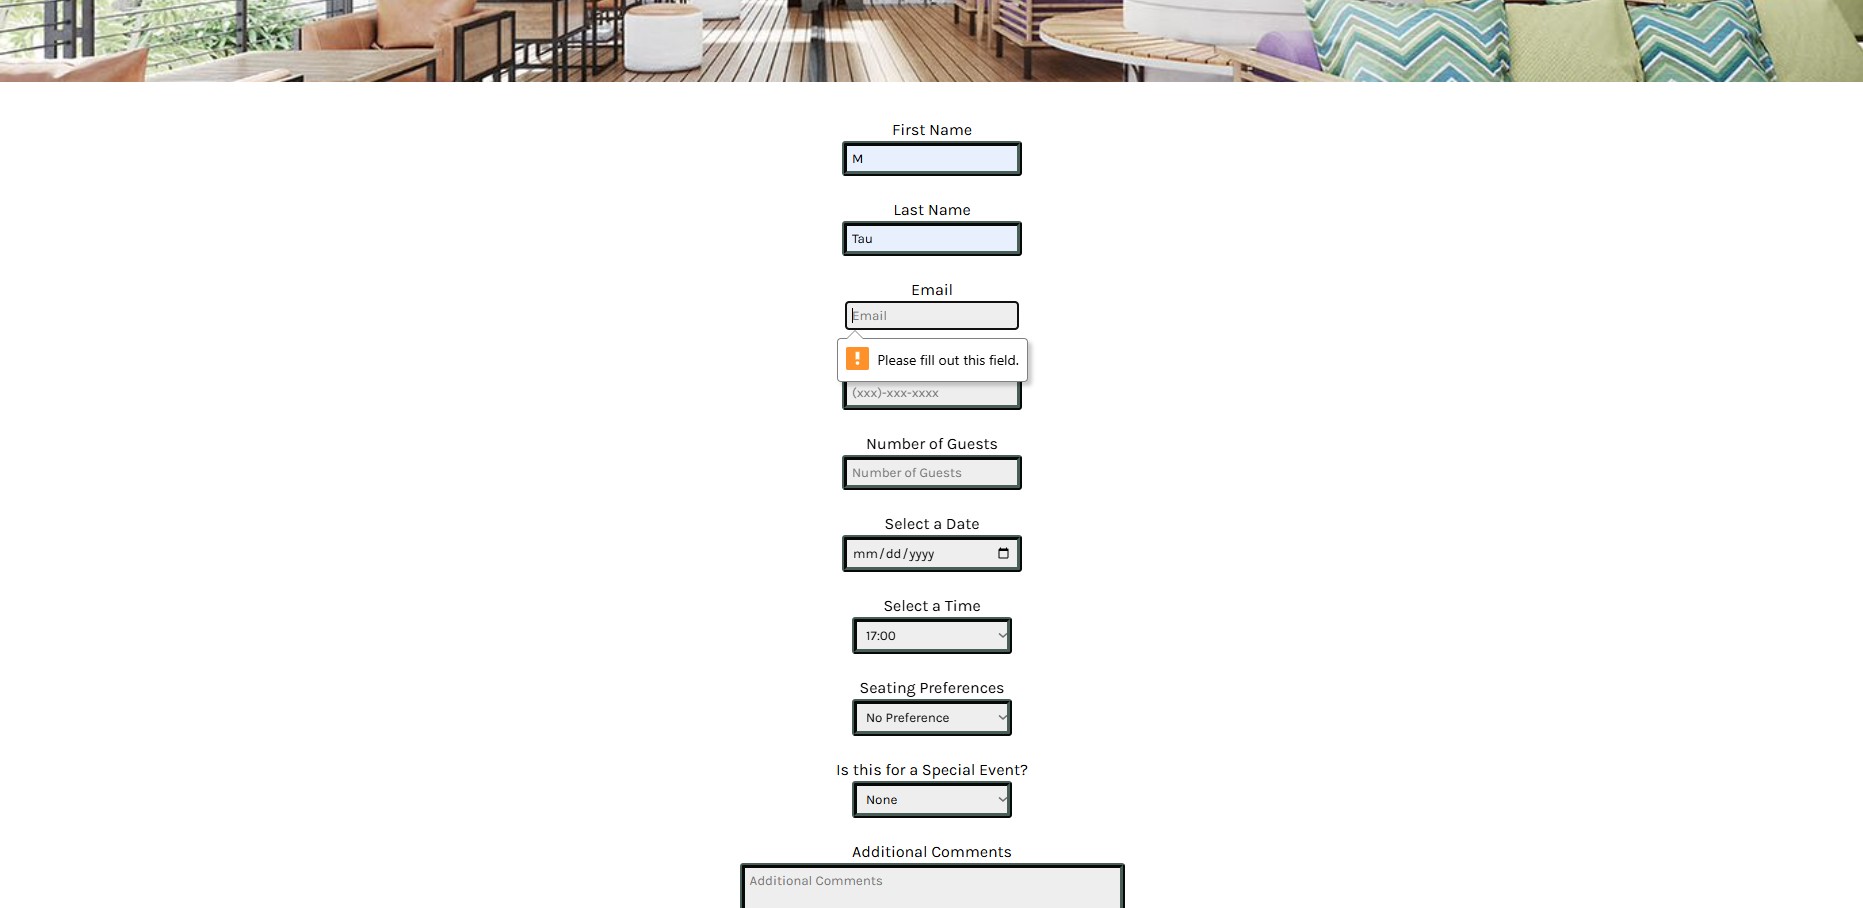 First Name
M
Last Name
Tau
Email
Email
Please fill out this field.
(xxx)-xxx-xxxx
Number of Guests
Number of Guests
Select a Date
mm/dd/yyyy
Select a Time
17:00
Seating Preferences
No Preference
Is this for a Special Event?
None
Additional Comments
Additional Comments